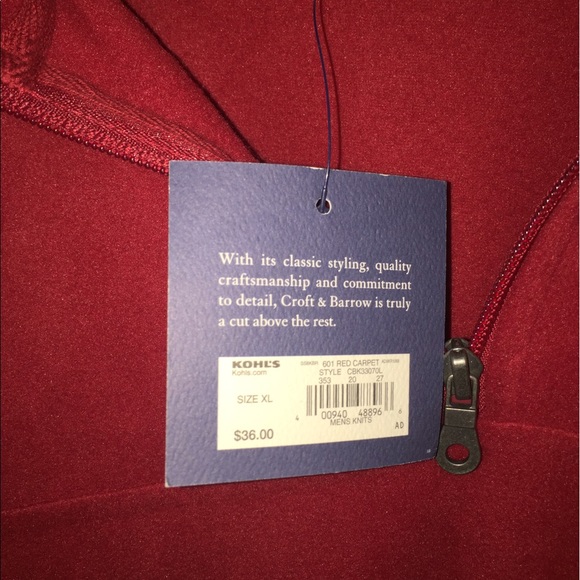 With its classic styling, quality
craftsmanship and commitment
to detail, Croft & Barrow is truly
a cut above the rest.
KOHL'S
Kohls.com
601 RED CARPET
STYLE CBK33070L
353 20 27
SIZE XL
4 00940 48896 6
MENS KNITS
$36.00
AD